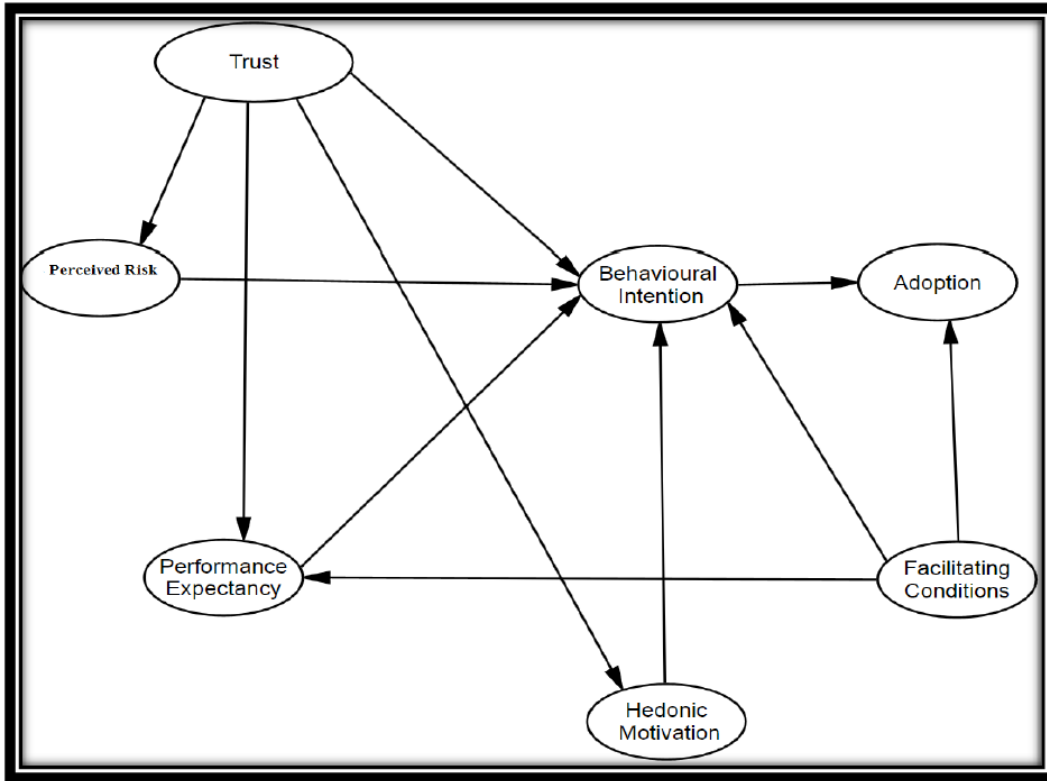 Trust
Perceived Risk
Behavioural
Intention
Adoption
Performance
Expectancy
Facilitating
Conditions
Hedonic
Motivation